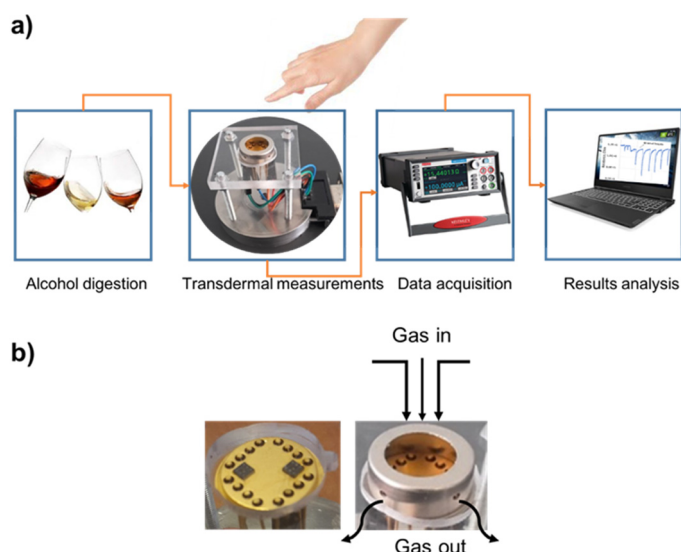 a)
Alcohol digestion
Transdermal measurements
Data acquisition
Results analysis
b)
Gas in
Gas out